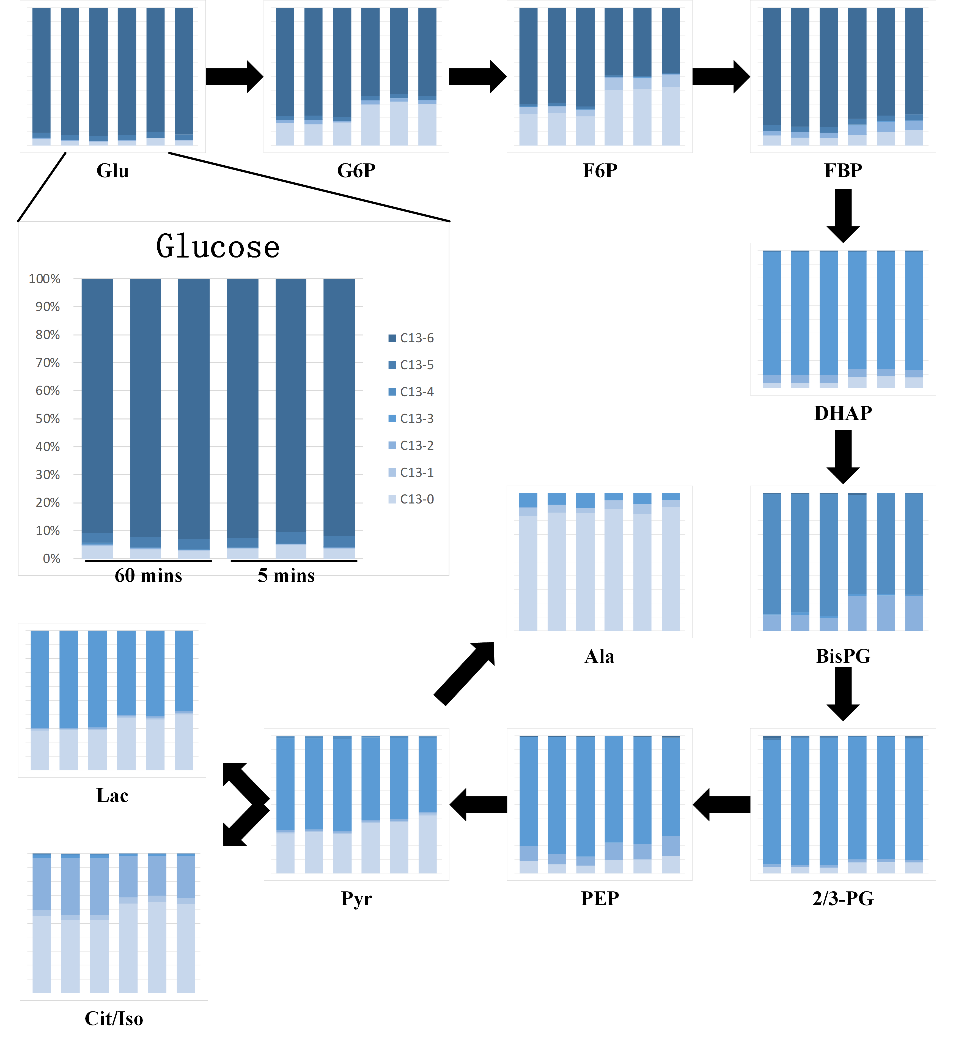 Glu
G6P
F6P
FBP
Glucose
100%
90%
80%
70%
60%
50%
40%
30%
20%
10%
0%
C13-6
C13-5
C13-4
C13-3
C13-2
C13-1
C13-0
60 mins
5 mins
DHAP
Ala
BisPG
Lac
Pyr
PEP
2/3-PG
Cit/Iso